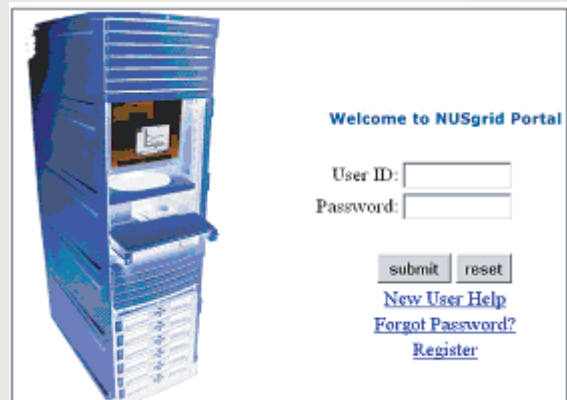 Welcome to NUSgrid Portal
User ID:
Password:
submit reset
New User Help
Forgot Password?
Register